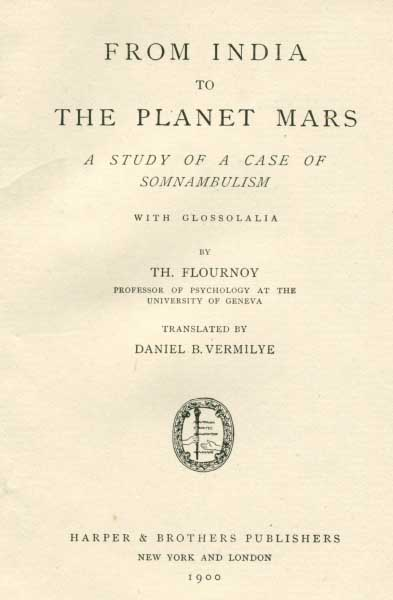 FROM INDIA
TO
THE PLANET MARS
A STUDY OF A CASE OF
SOMNAMBULISM
WITH GLOSSOLALIA
BY
TH. FLOURNOY
PROFESSOR OF PSYCHOLOGY AT THE
UNIVERSITY OF GENEVA
TRANSLATED BY
DANIEL B. VERMILYE
HARPER & BROTHERS PUBLISHERS
NEW YORK AND LONDON
1900